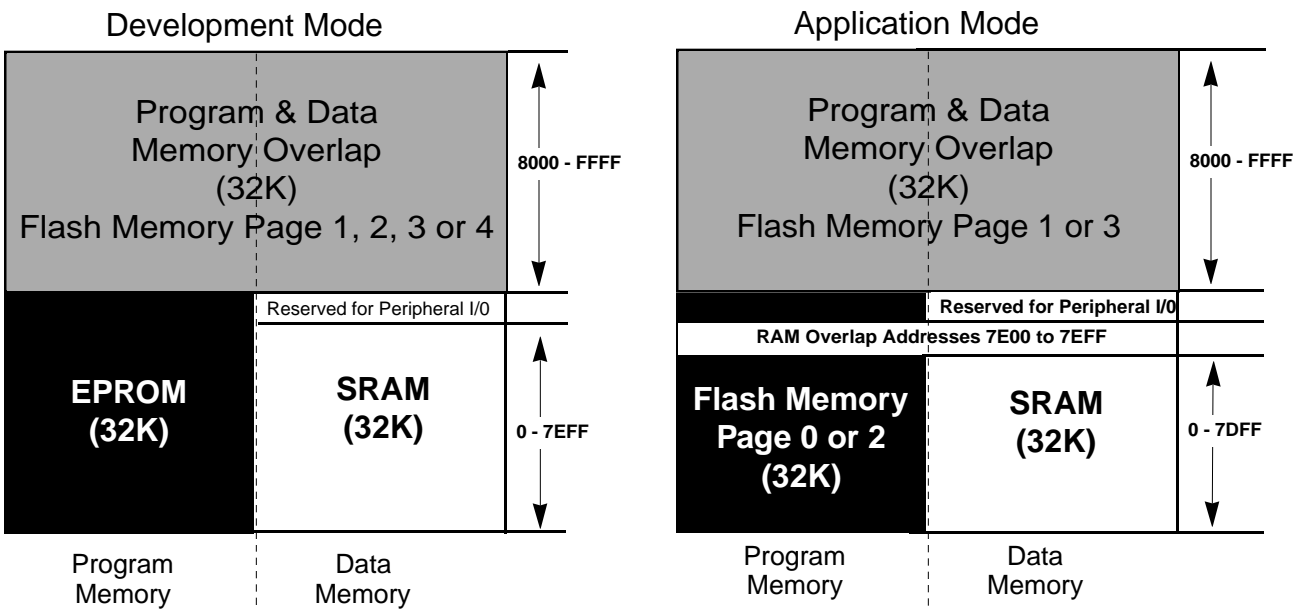 Development Mode
Program & Data
Memory Overlap
(32K)
Flash Memory Page 1, 2, 3 or 4
8000 - FFFF
Reserved for Peripheral I/0
EPROM
(32K)
SRAM
(32K)
0 - 7EFF
Program
Memory
Data
Memory
Application Mode
Program & Data
Memory Overlap
(32K)
Flash Memory Page 1 or 3
8000 - FFFF
Reserved for Peripheral I/0
RAM Overlap Addresses 7E00 to 7EFF
Flash Memory
Page 0 or 2
(32K)
SRAM
(32K)
0 - 7DFF
Program
Memory
Data
Memory